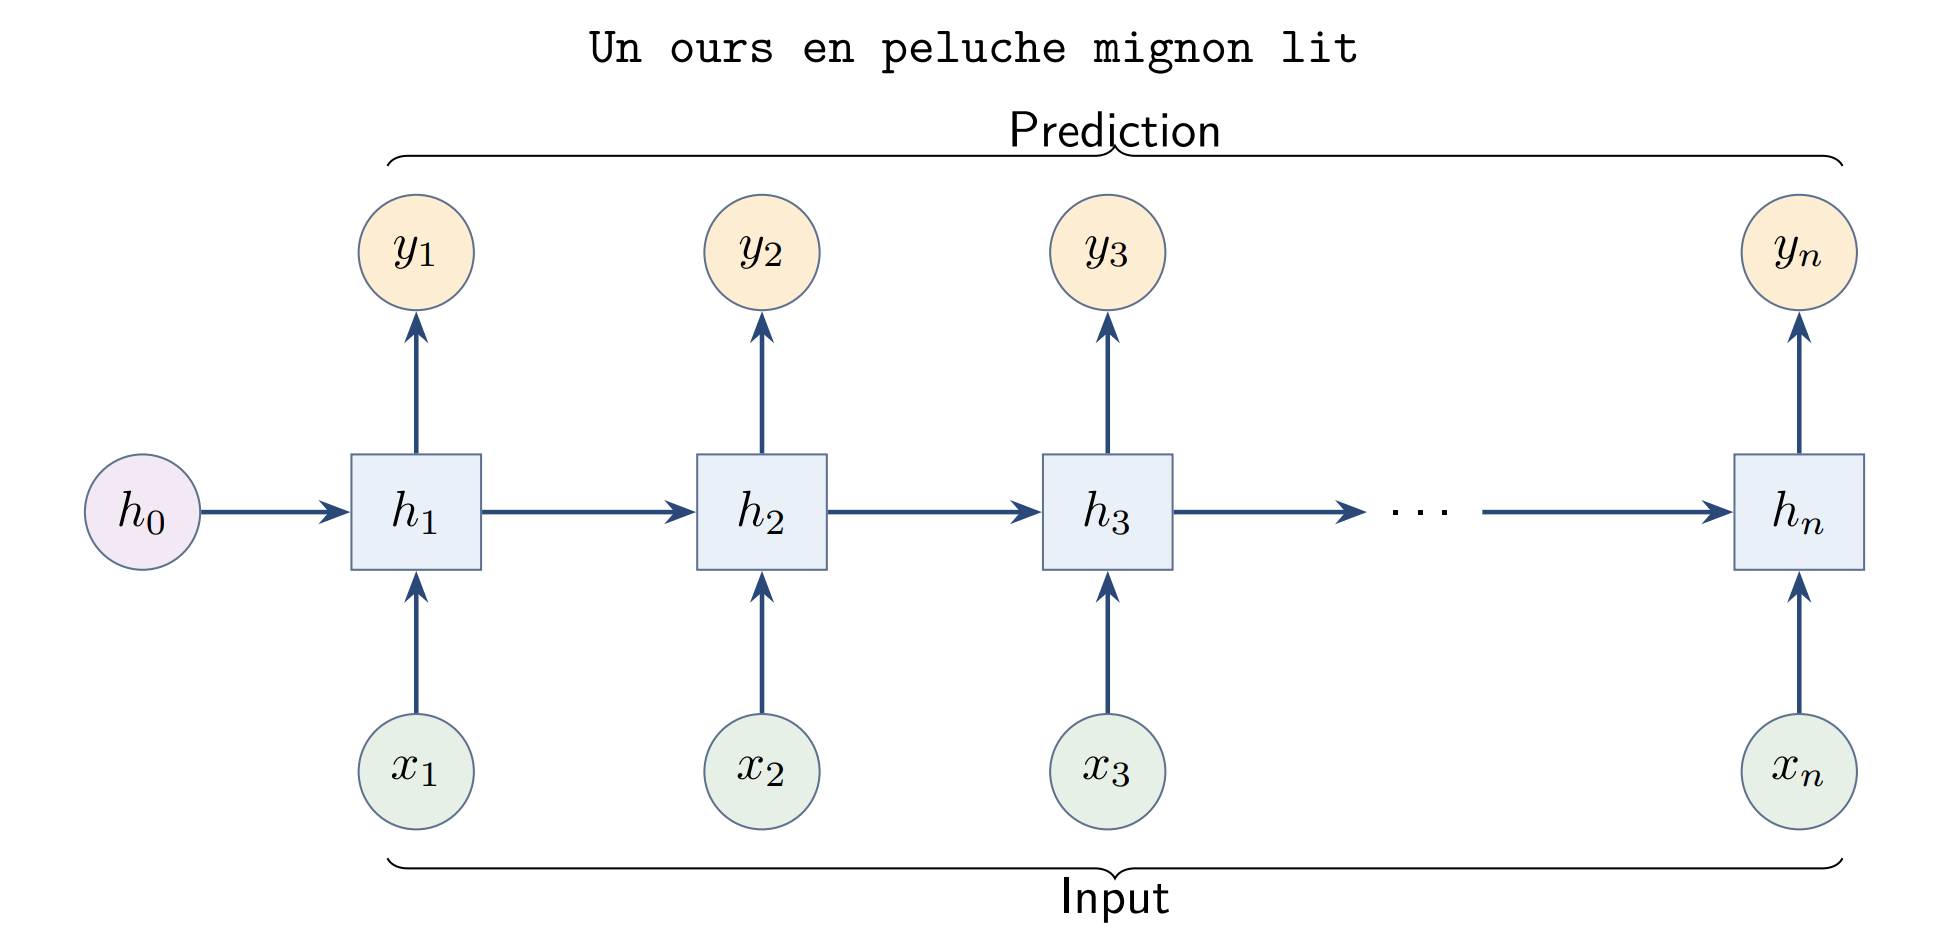 Un ours en peluche mignon lit
Prediction
y₁ y₂ y₃ yₙ
h₀ h₁ h₂ h₃ ··· hₙ
x₁ x₂ x₃ xₙ
Input